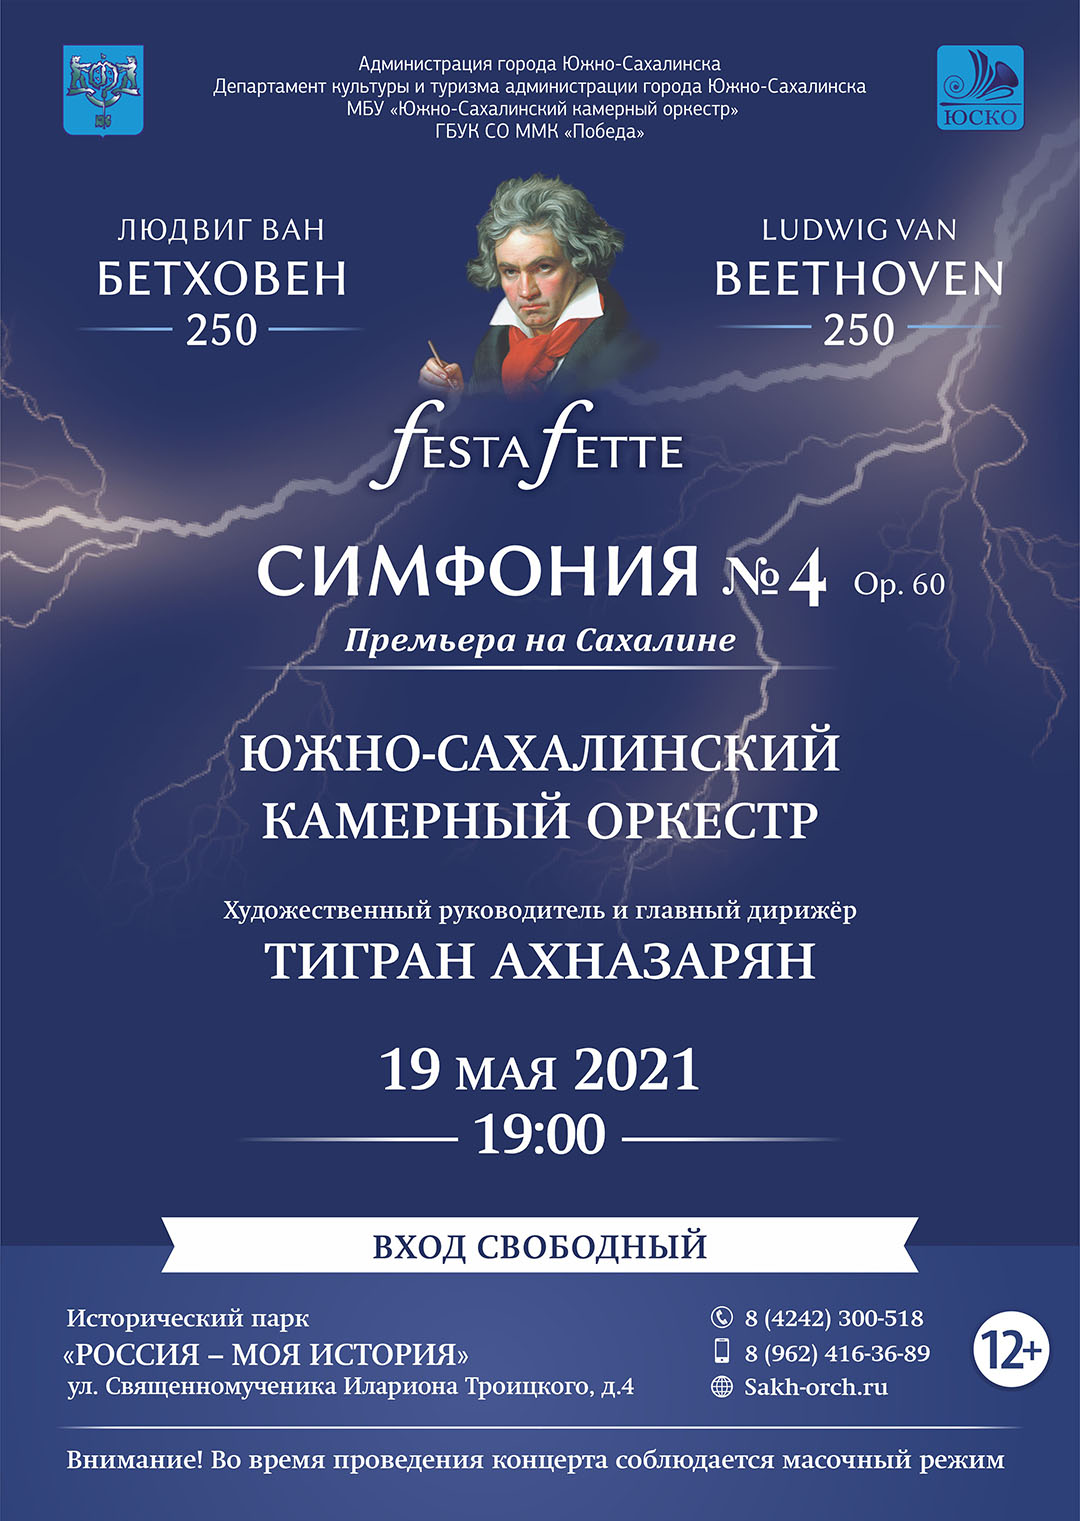 Администрация города Южно-Сахалинска
Департамент культуры и туризма администрации города Южно-Сахалинска
МБУ «Южно-Сахалинский камерный оркестр»
ГБУК СО ММК «Победа»
ЮСКО
ЛЮДВИГ ВАН
БЕТХОВЕН
250
LUDWIG VAN
BEETHOVEN
250
festa fette
СИМФОНИЯ №4 Op. 60
Премьера на Сахалине
ЮЖНО-САХАЛИНСКИЙ
КАМЕРНЫЙ ОРКЕСТР
Художественный руководитель и главный дирижёр
ТИГРАН АХНАЗАРЯН
19 МАЯ 2021
19:00
ВХОД СВОБОДНЫЙ
Исторический парк
«РОССИЯ – МОЯ ИСТОРИЯ»
ул. Священномученика Илариона Троицкого, д.4
8 (4242) 300-518
8 (962) 416-36-89
Sakh-orch.ru
12+
Внимание! Во время проведения концерта соблюдается масочный режим